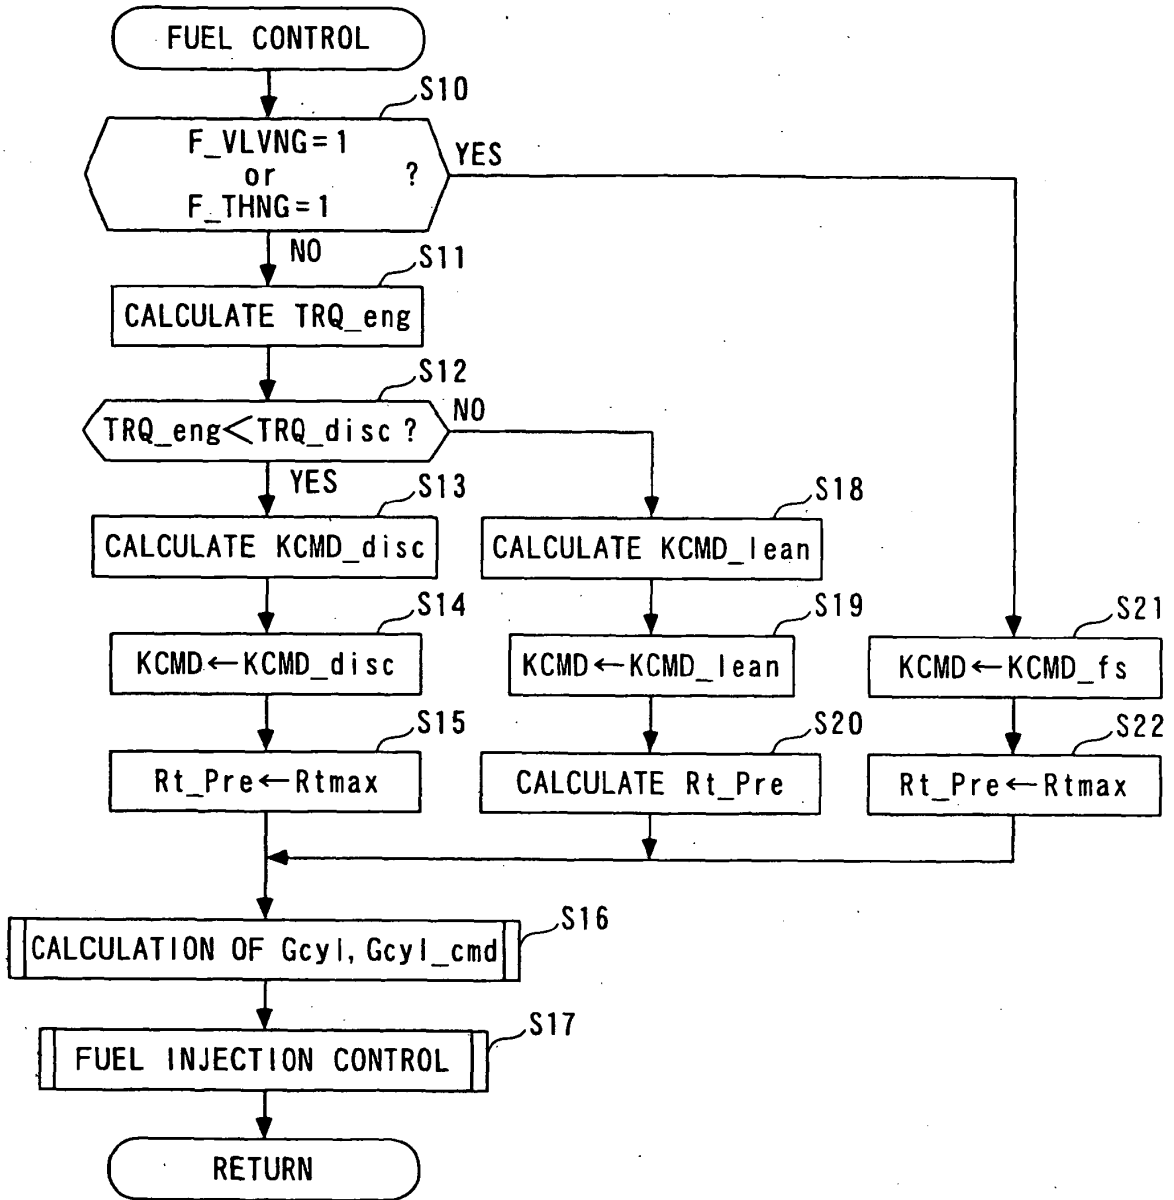 FUEL CONTROL
S10
F_VLVNG=1
or
F_THNG=1
?
YES
NO
S11
CALCULATE TRQ_eng
S12
TRQ_eng<TRQ_disc ?
NO
YES
S13
CALCULATE KCMD_disc
S18
CALCULATE KCMD_lean
S14
KCMD←KCMD_disc
S19
KCMD←KCMD_lean
S21
KCMD←KCMD_fs
S15
Rt_Pre←Rtmax
S20
CALCULATE Rt_Pre
S22
Rt_Pre←Rtmax
S16
CALCULATION OF Gcyl, Gcyl_cmd
S17
FUEL INJECTION CONTROL
RETURN